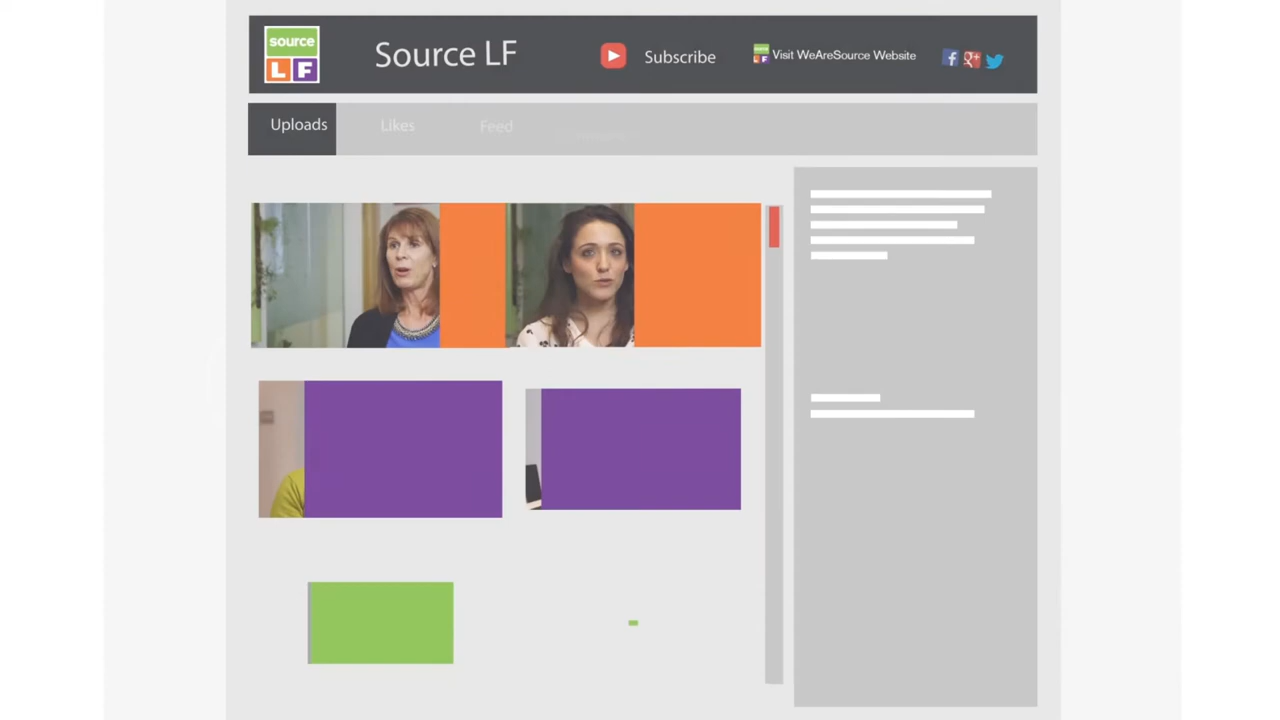 source
LF
Source LF
Subscribe
Visit WeAreSource Website
Uploads
Likes
Feed